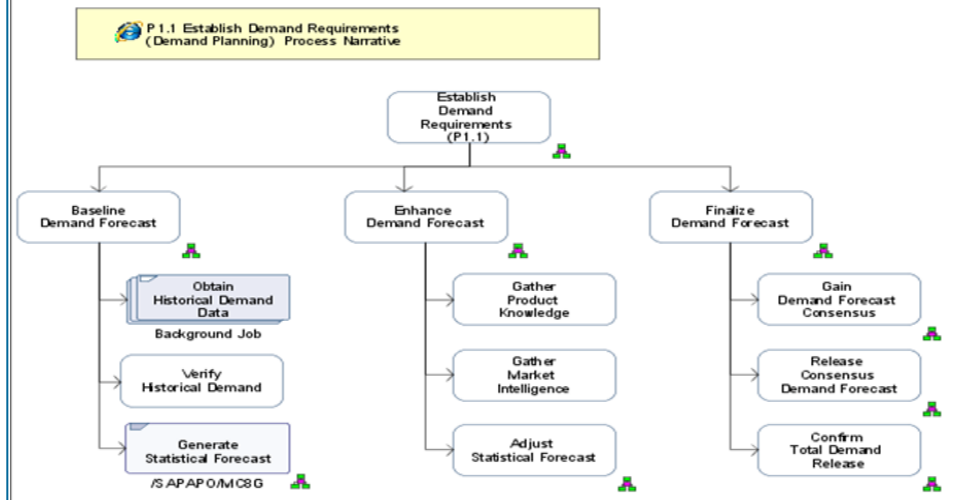 P1.1 Establish Demand Requirements
(Demand Planning) Process Narrative
Establish
Demand
Requirements
(P1.1)
Baseline
Demand Forecast
Enhance
Demand Forecast
Finalize
Demand Forecast
Obtain
Historical Demand
Data
Background Job
Verify
Historical Demand
Generate
Statistical Forecast
/SAPAPO/MC8G
Gather
Product
Knowledge
Gather
Market
Intelligence
Adjust
Statistical Forecast
Gain
Demand Forecast
Consensus
Release
Consensus
Demand Forecast
Confirm
Total Demand
Release